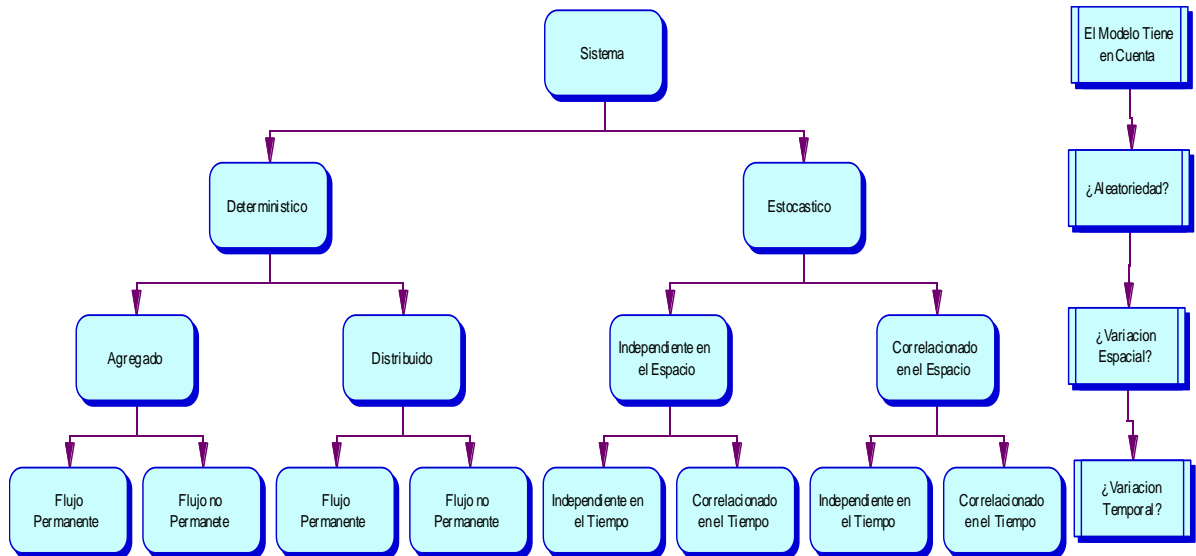 Sistema
El Modelo Tiene
en Cuenta
Deterministico
Estocastico
¿Aleatoriedad?
Agregado
Distribuido
Independiente en
el Espacio
Correlacionado
en el Espacio
¿Variacion
Espacial?
Flujo
Permanente
Flujo no
Permanete
Flujo
Permanente
Flujo no
Permanente
Independiente en
el Tiempo
Correlacionado
en el Tiempo
Independiente en
el Tiempo
Correlacionado
en el Tiempo
¿Variacion
Temporal?